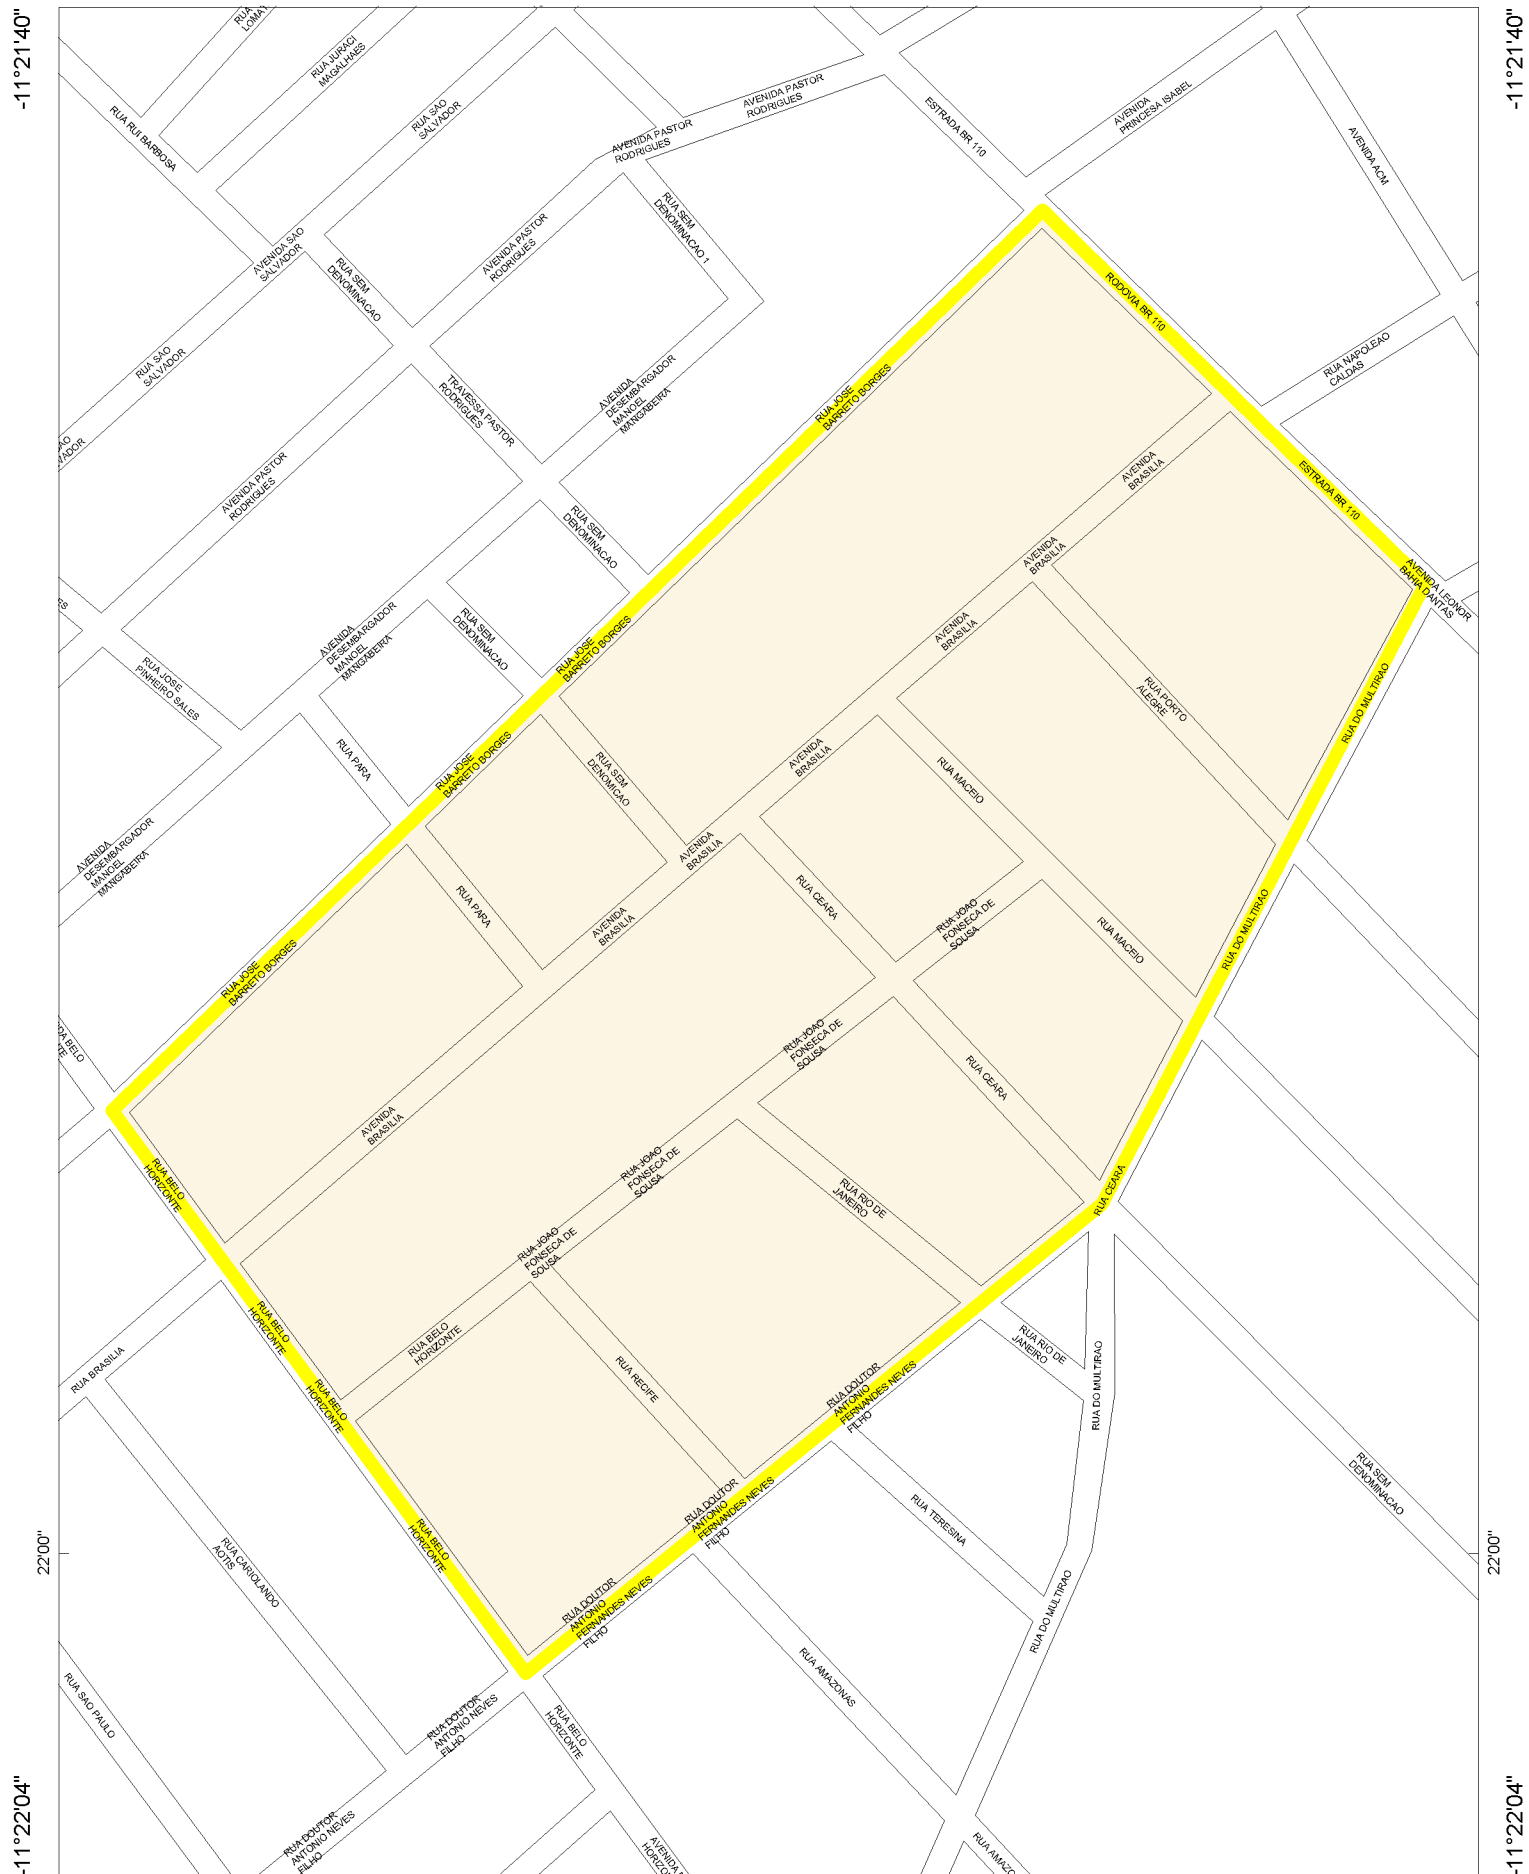 -11°21'40"
-11°21'40"
RUA
RUA JURACI
MAGALHAES
RUA RUI BARBOSA
RUA SAO
SALVADOR
AVENIDA PASTOR
RODRIGUES
AVENIDA PASTOR
RODRIGUES
ESTRADA BR 110
AVENIDA
PRINCESA ISABEL
AVENIDA ACM
AVENIDA SAO
SALVADOR
RUA SEM
DENOMINACAO
AVENIDA PASTOR
RODRIGUES
RUA SEM
DENOMINACAO 1
RODOVIA BR 110
RUA SAO
SALVADOR
TRAVESSA PASTOR
RODRIGUES
AVENIDA
DESEMBARGADOR
MANOEL
MANGABEIRA
RUA JOSE
BARRETO BORGES
RUA NAPOLEAO
CALDAS
AVENIDA PASTOR
RODRIGUES
AVENIDA
BRASILIA
ESTRADA BR 110
RUA SEM
DENOMINACAO
AVENIDA
BRASILIA
AVENIDA LEONOR
BAHIA DANTAS
AVENIDA
DESEMBARGADOR
MANOEL
MANGABEIRA
RUA SEM
DENOMINACAO
RUA JOSE
BARRETO BORGES
AVENIDA
BRASILIA
RUA JOSE
PINHEIRO SALES
RUA PORTO
ALEGRE
RUA DO MULTIRAO
RUA PARA
RUA JOSE
BARRETO BORGES
RUA SEM
DENOMICAO
AVENIDA
BRASILIA
RUA MACEIO
AVENIDA
DESEMBARGADOR
MANOEL
MANGABEIRA
AVENIDA
BRASILIA
RUA PARA
AVENIDA
BRASILIA
RUA CEARA
RUA JOAO
FONSECA DE
SOUSA
RUA MACEIO
RUA DO MULTIRAO
RUA JOSE
BARRETO BORGES
RUA JOAO
FONSECA DE
SOUSA
RUA CEARA
AVENIDA
BRASILIA
RUA BELO
HORIZONTE
RUA JOAO
FONSECA DE
SOUSA
RUA RIO DE
JANEIRO
RUA CEARA
RUA JOAO
FONSECA DE
SOUSA
RUA BELO
HORIZONTE
RUA BELO
HORIZONTE
RUA RECIFE
RUA RIO DE
JANEIRO
RUA DO MULTIRAO
RUA BRASILIA
RUA BELO
HORIZONTE
RUA DOUTOR
ANTONIO
FERNANDES NEVES
FILHO
RUA SEM
DENOMINACAO
RUA DOUTOR
ANTONIO
FERNANDES NEVES
FILHO
RUA TERESINA
RUA BELO
HORIZONTE
22'00"
22'00"
RUA CARIOLANDO
AOTIS
RUA DOUTOR
ANTONIO
FERNANDES NEVES
FILHO
RUA DO MULTIRAO
RUA AMAZONAS
RUA SAO PAULO
RUA DOUTOR
ANTONIO NEVES
FILHO
RUA BELO
HORIZONTE
RUA DOUTOR
ANTONIO NEVES
FILHO
AVENIDA
-11°22'04"
-11°22'04"